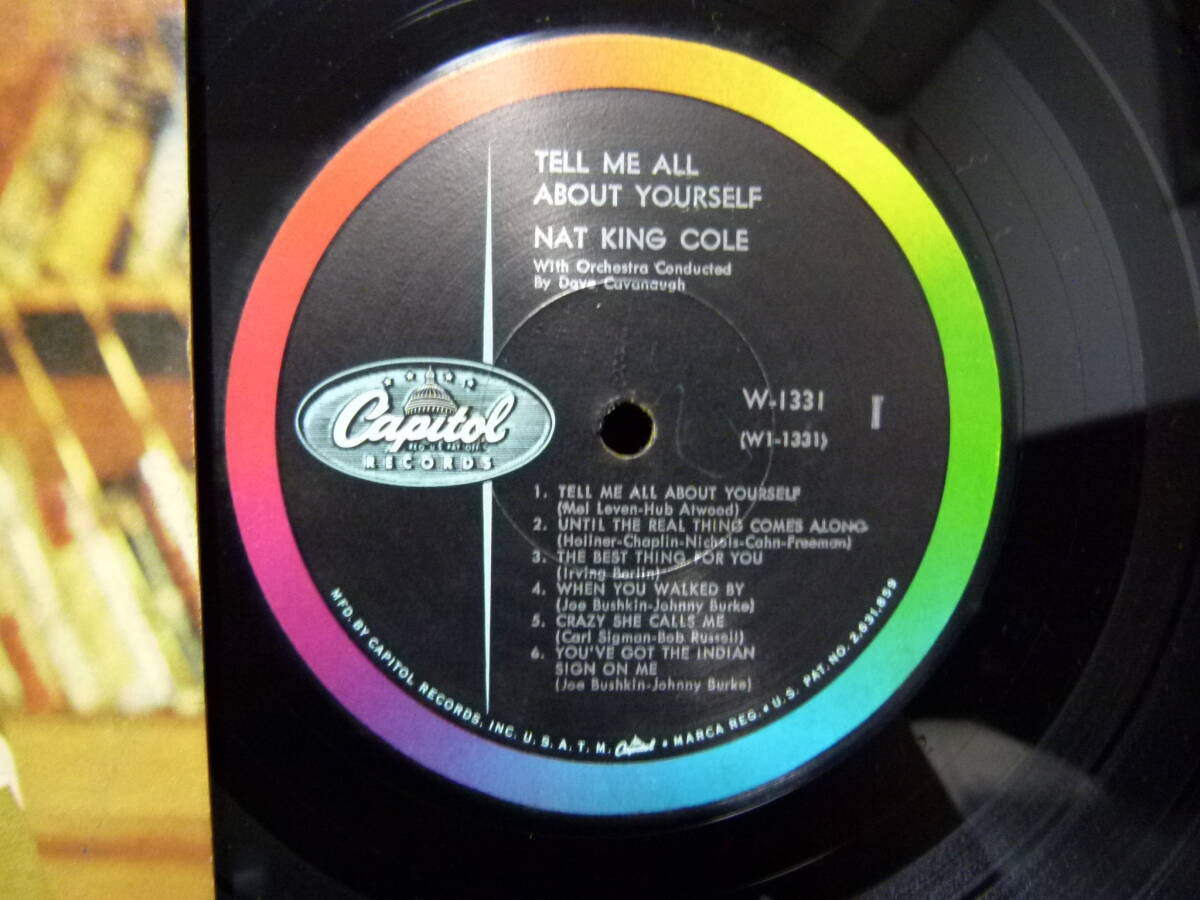 TELL ME ALL
ABOUT YOURSELF
NAT KING COLE
With Orchestra Conducted
By Dave Cavanaugh
Capitol
REG. U.S. PAT. OFF.
RECORDS
W-1331
I
(W1-1331)
1. TELL ME ALL ABOUT YOURSELF
(Mel Leven-Hub Atwood)
2. UNTIL THE REAL THING COMES ALONG
(Holiner-Chaplin-Nichols-Cahn-Freeman)
3. THE BEST THING FOR YOU
(Irving Berlin)
4. WHEN YOU WALKED BY
(Joe Bushkin-Johnny Burke)
5. CRAZY SHE CALLS ME
(Carl Sigman-Bob Russell)
6. YOU'VE GOT THE INDIAN
SIGN ON ME
(Joe Bushkin-Johnny Burke)
MFD. BY CAPITOL RECORDS, INC. U. S. A. T. M. Capitol • MARCA REG. • U.S. PAT. NO. 2,631,859